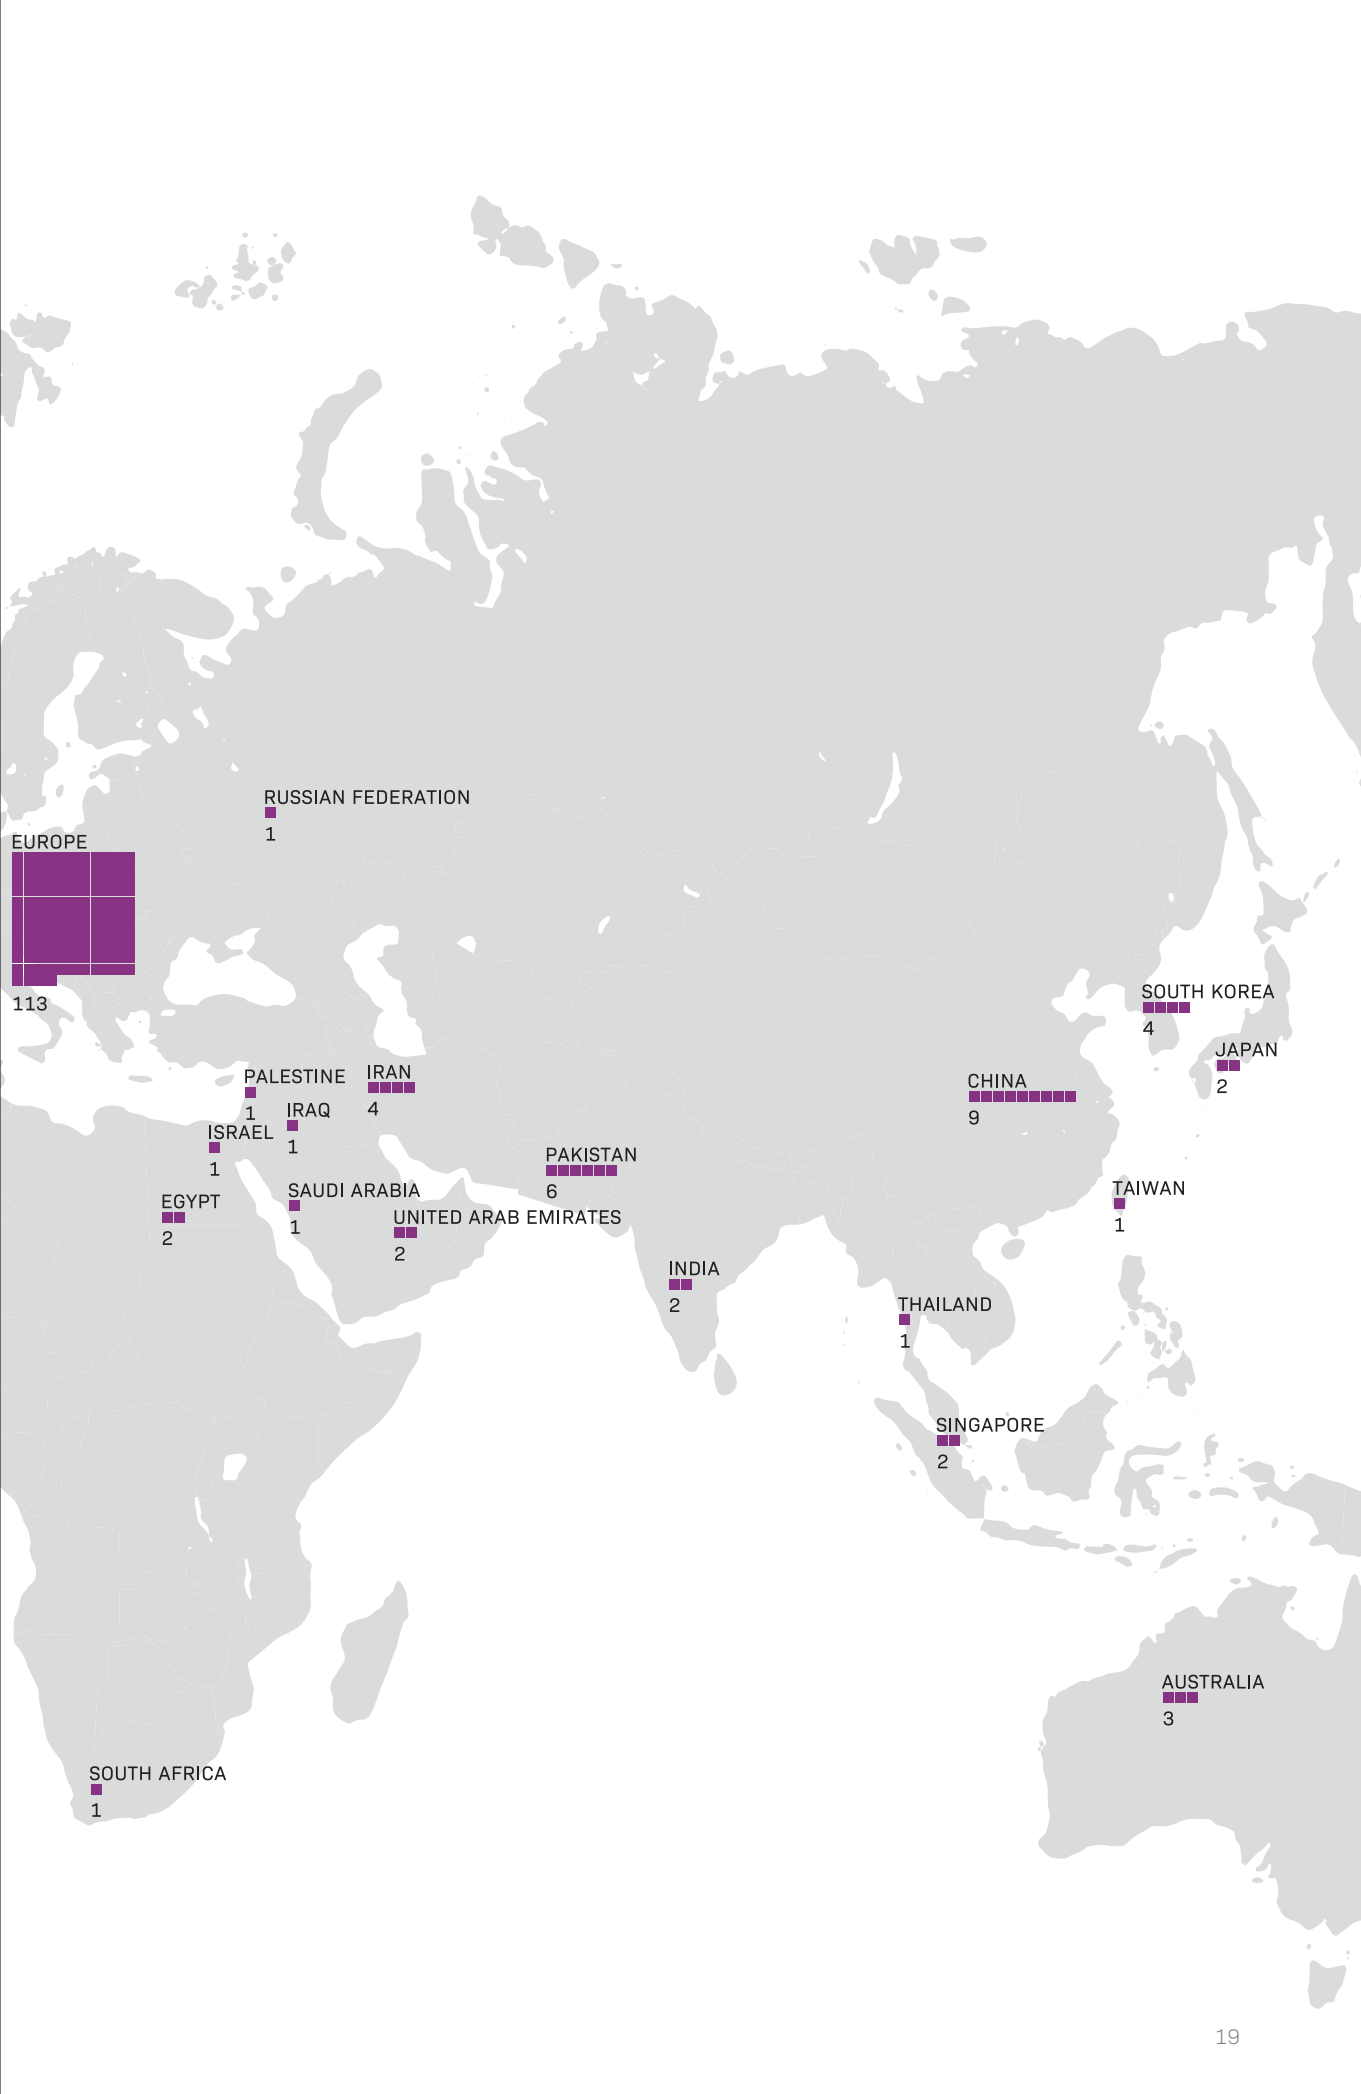 RUSSIAN FEDERATION
1
EUROPE
113
SOUTH KOREA
4
JAPAN
2
PALESTINE
1
IRAN
4
CHINA
9
IRAQ
1
ISRAEL
1
PAKISTAN
6
EGYPT
2
SAUDI ARABIA
1
UNITED ARAB EMIRATES
2
TAIWAN
1
INDIA
2
THAILAND
1
SINGAPORE
2
AUSTRALIA
3
SOUTH AFRICA
1
19